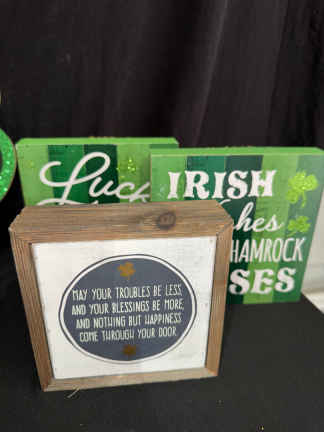 Luck
IRISH
SHAMROCK
MAY YOUR TROUBLES BE LESS,
AND YOUR BLESSINGS BE MORE,
AND NOTHING BUT HAPPINESS
COME THROUGH YOUR DOOR.